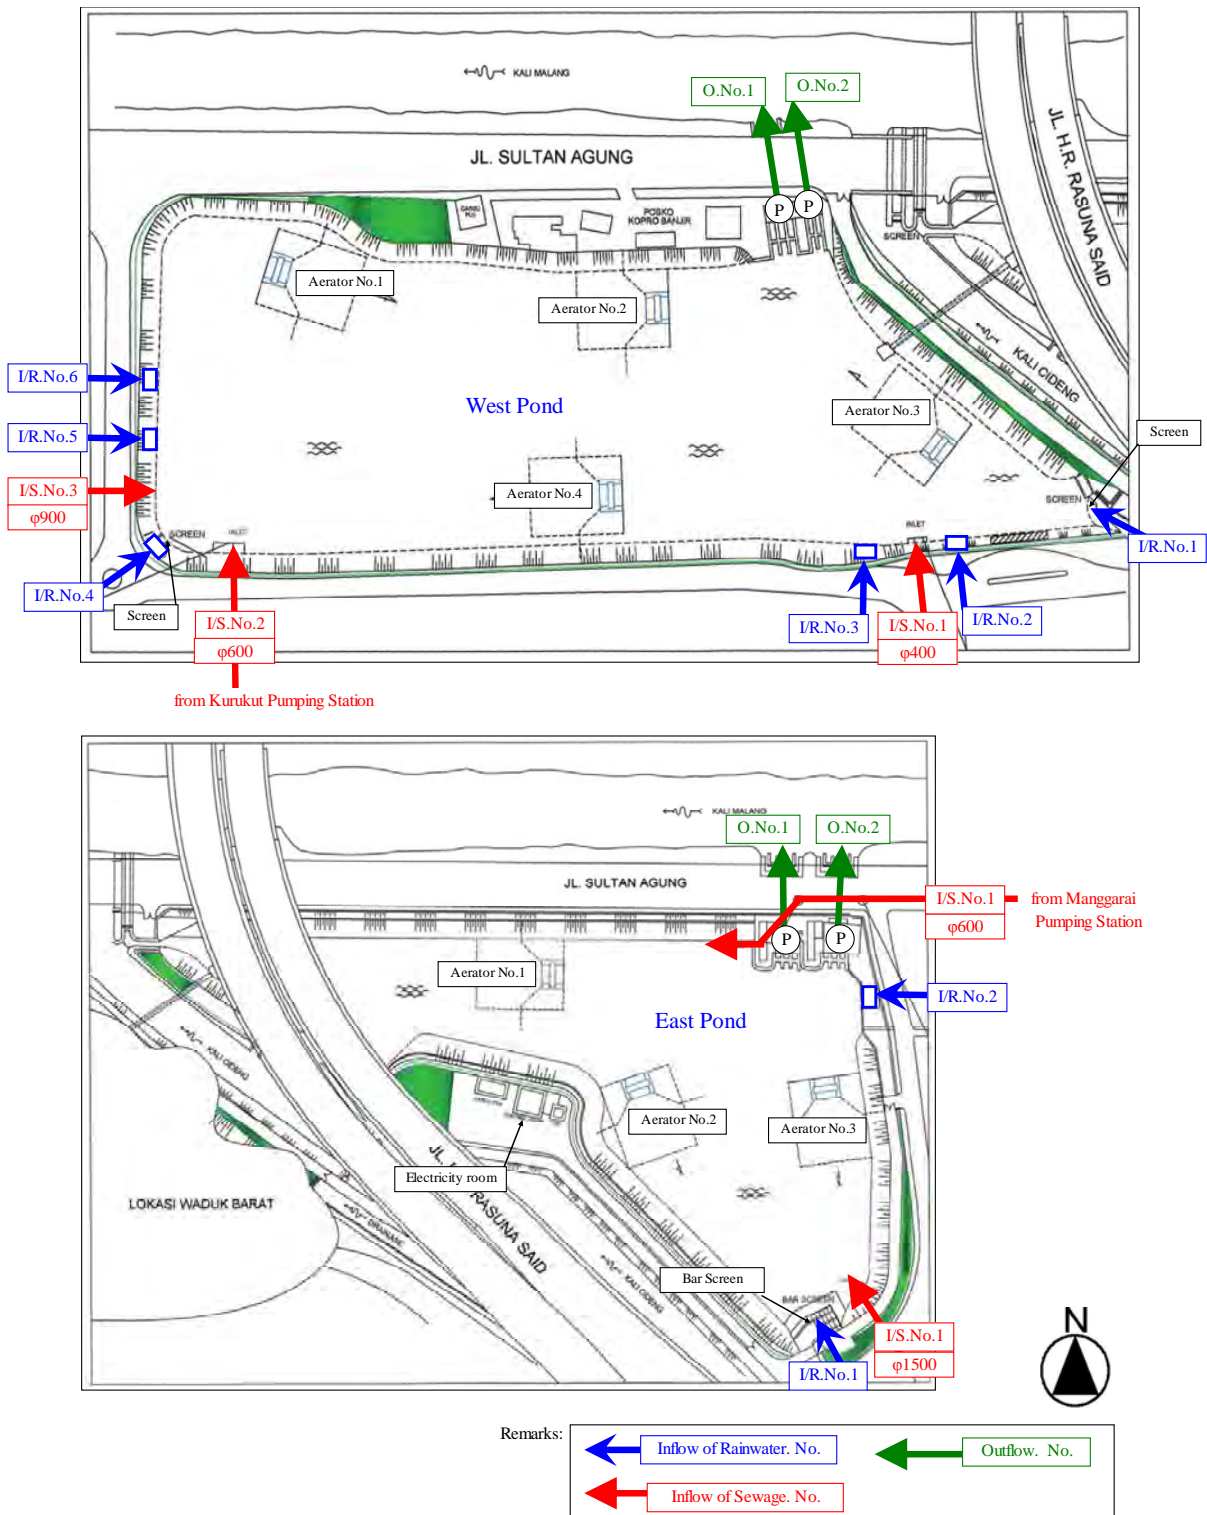 KALI MALANG
O.No.1
O.No.2
JL. SULTAN AGUNG
JL. H.R. RASUNA SAID
P
P
POSKO
KOPRO BANJIR
SCREEN
Aerator No.1
Aerator No.2
KALI CIDENG
I/R.No.6
West Pond
Aerator No.3
Screen
I/R.No.5
I/S.No.3
φ900
Aerator No.4
SCREEN
SCREEN
INLET
INLET
I/R.No.1
I/R.No.4
Screen
I/S.No.2
φ600
I/R.No.3
I/S.No.1
φ400
I/R.No.2
from Kurukut Pumping Station
KALI MALANG
O.No.1
O.No.2
JL. SULTAN AGUNG
I/S.No.1
φ600
from Manggarai
Pumping Station
P
P
Aerator No.1
I/R.No.2
East Pond
KALI CIDENG
Aerator No.2
Aerator No.3
Electricity room
JL.
RASUNA SAID
LOKASI WADUK BARAT
DRAINASE
KALI CIDENG
Bar Screen
BAR SCREEN
I/S.No.1
φ1500
I/R.No.1
N
Remarks:
Inflow of Rainwater. No.
Outflow. No.
Inflow of Sewage. No.